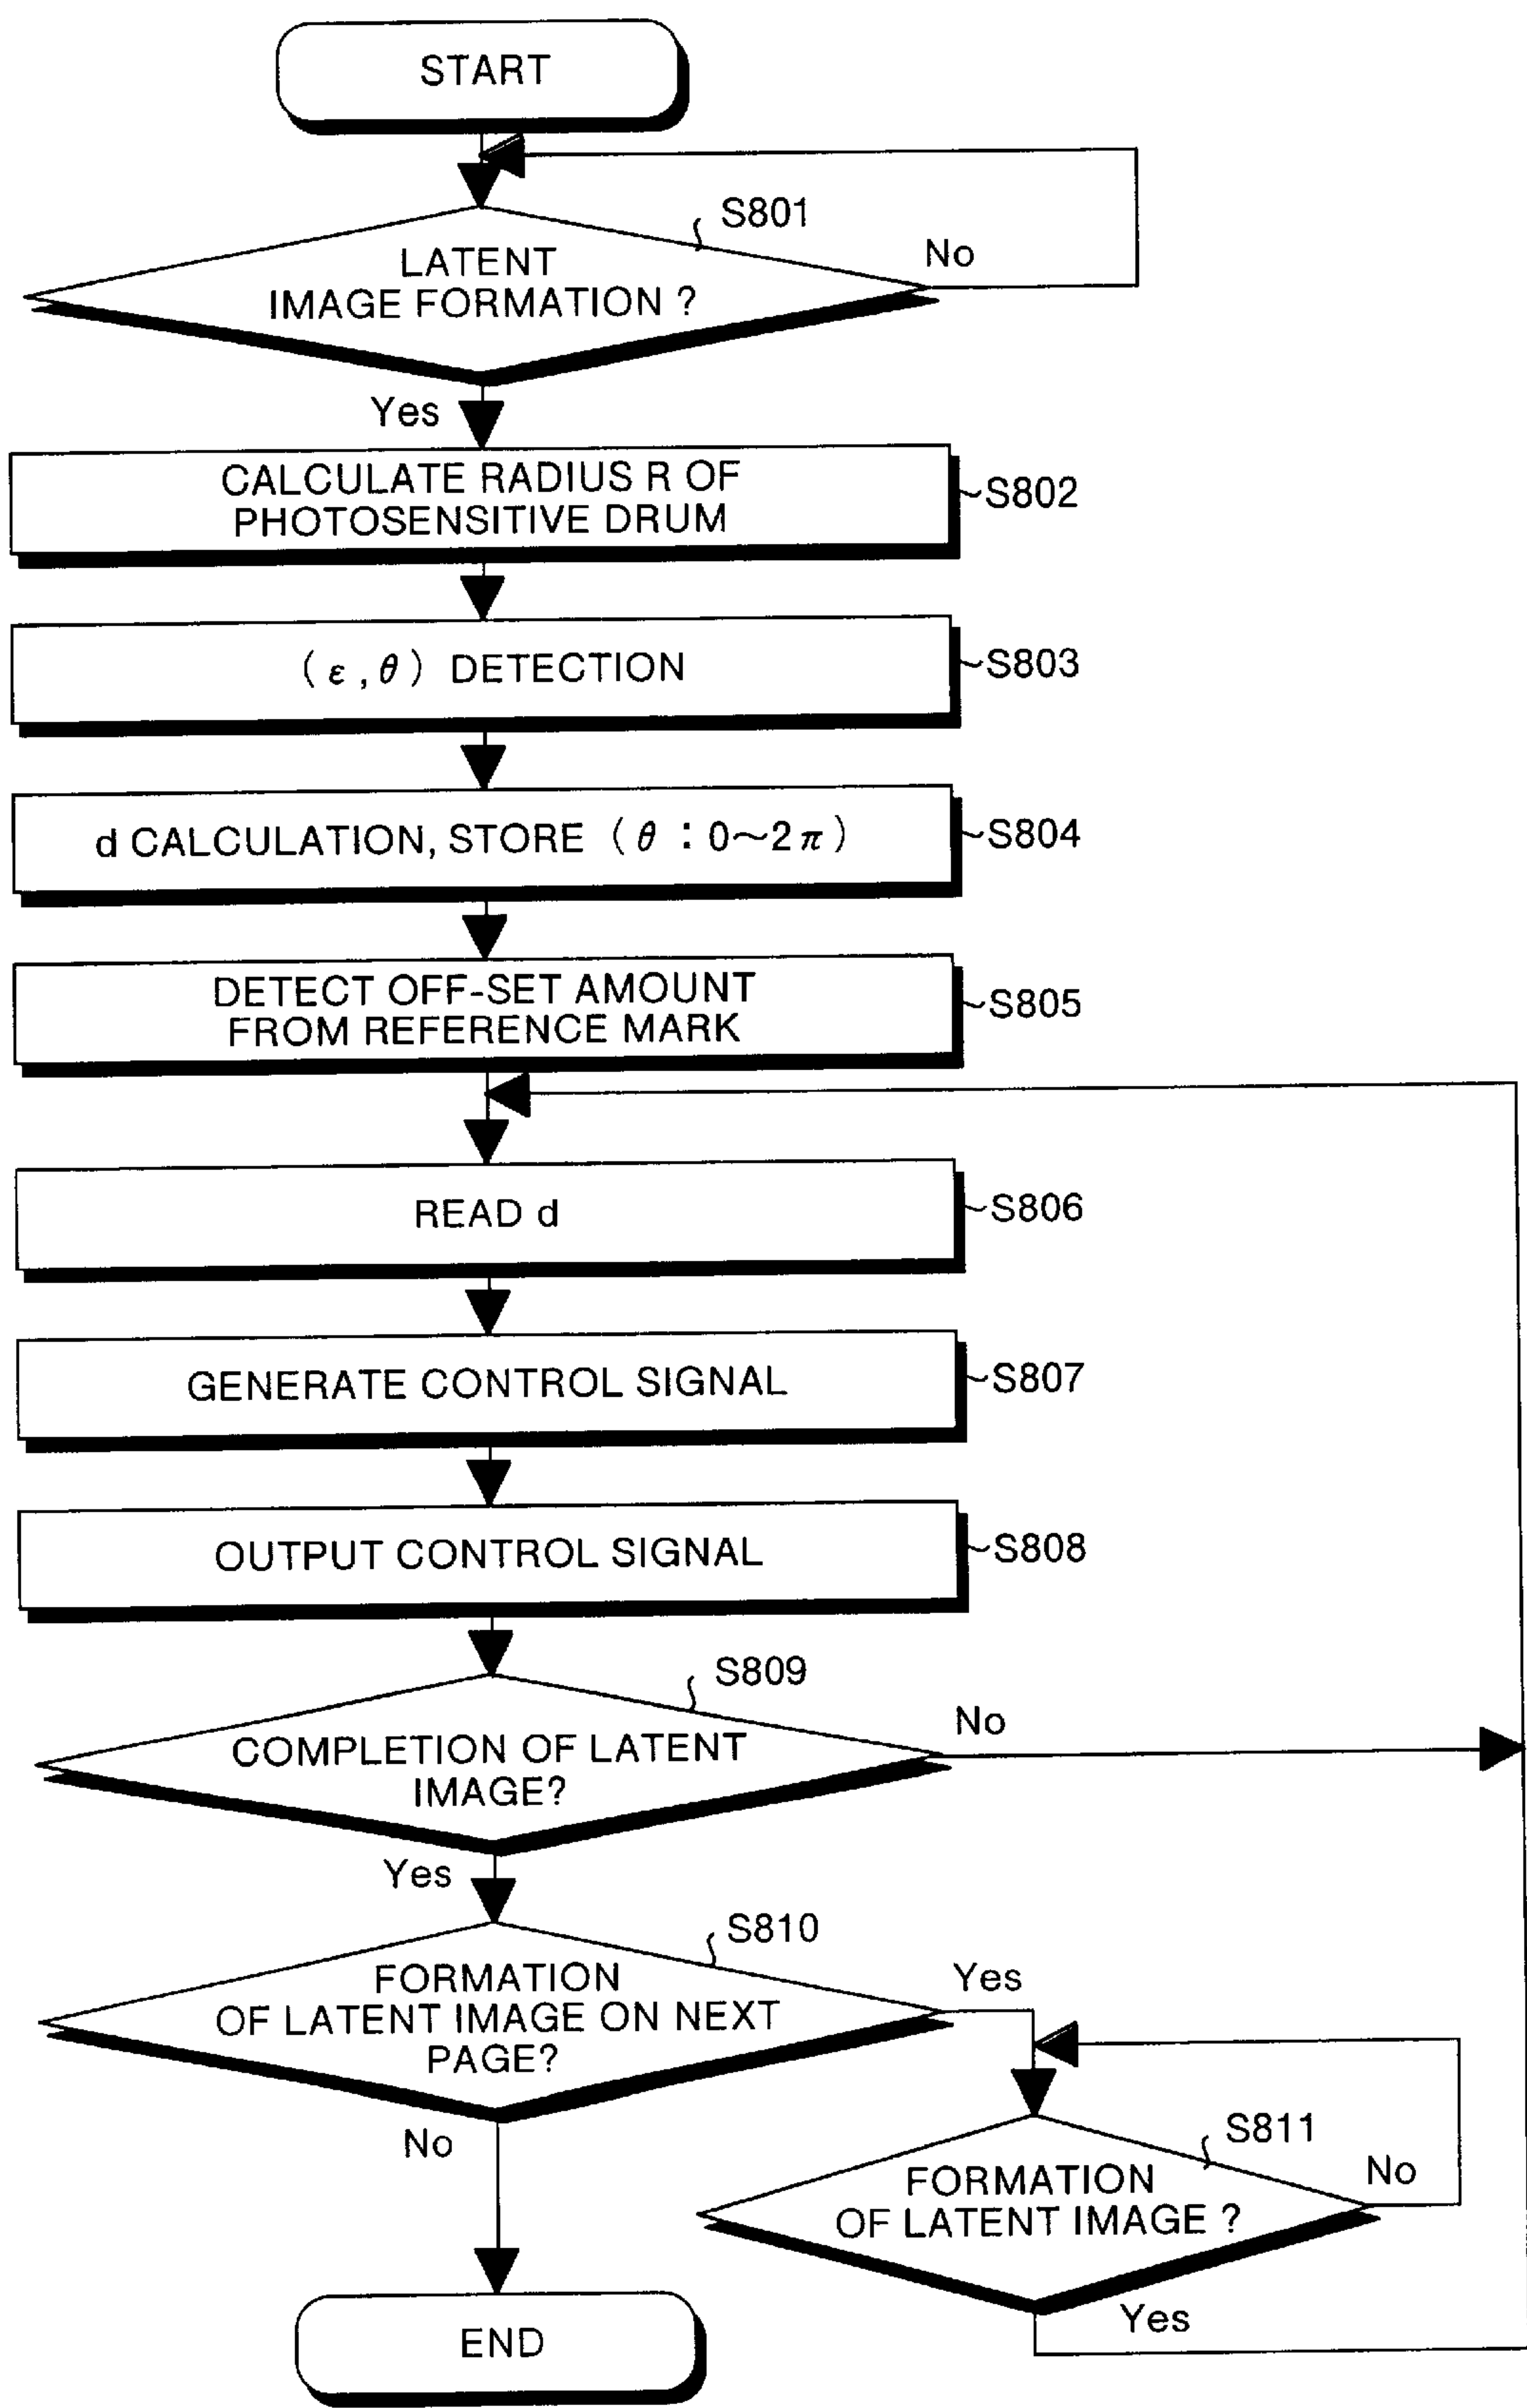 START
S801
No
LATENT
IMAGE FORMATION ?
Yes
CALCULATE RADIUS R OF
PHOTOSENSITIVE DRUM
S802
(ε,θ) DETECTION
S803
d CALCULATION, STORE (θ : 0～2π)
S804
DETECT OFF-SET AMOUNT
FROM REFERENCE MARK
S805
READ d
S806
GENERATE CONTROL SIGNAL
S807
OUTPUT CONTROL SIGNAL
S808
S809
No
COMPLETION OF LATENT
IMAGE?
Yes
S810
Yes
FORMATION
OF LATENT IMAGE ON NEXT
PAGE?
No
S811
No
FORMATION
OF LATENT IMAGE ?
Yes
END